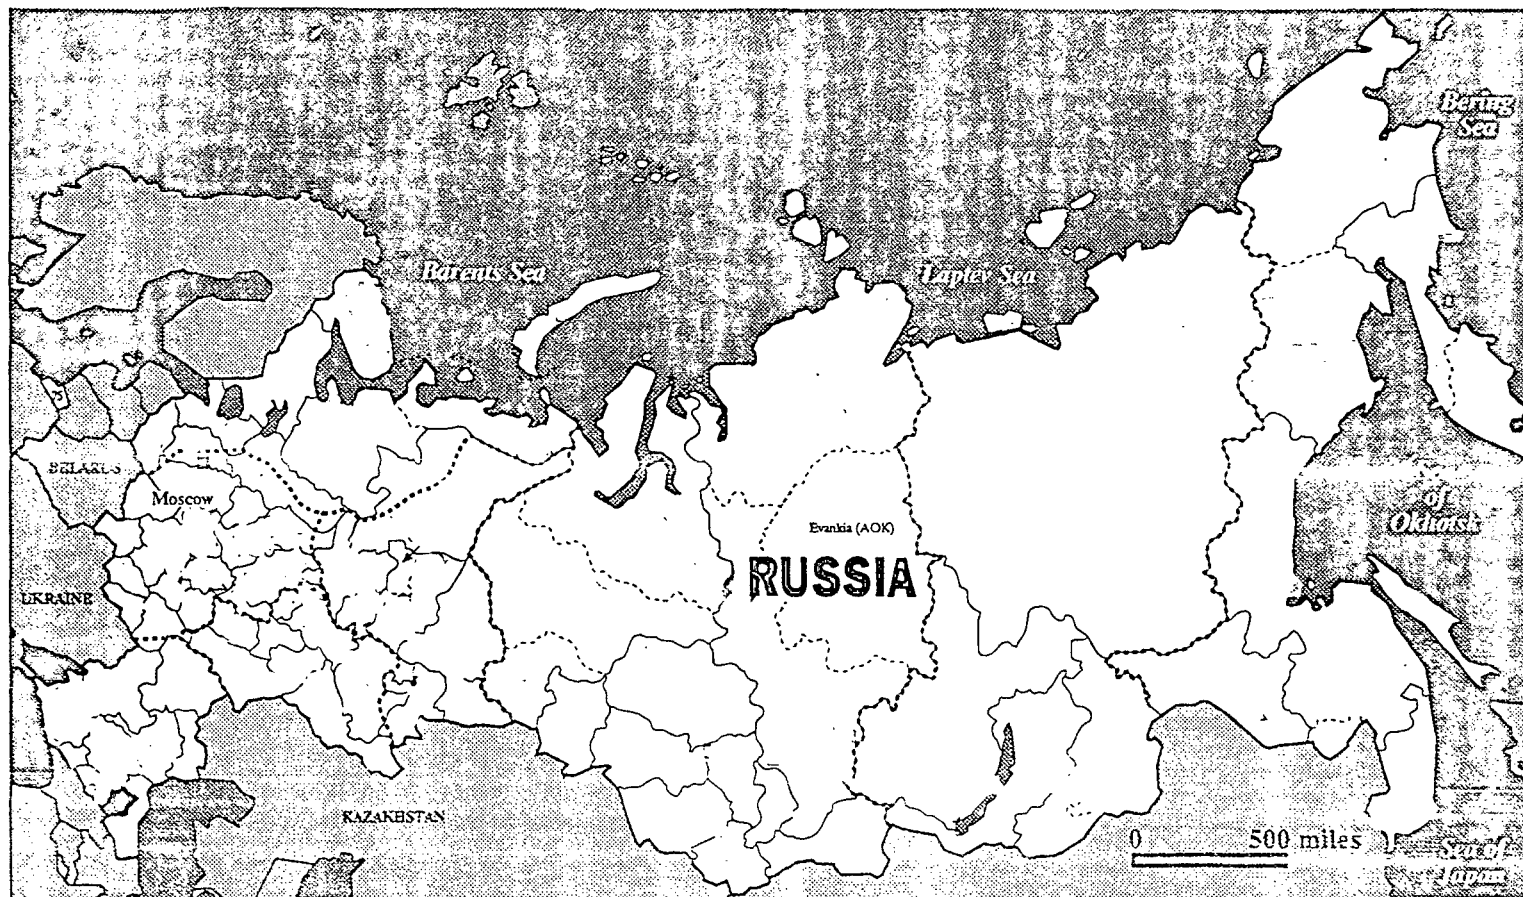 Bering
Sea
Barents Sea
Laptev Sea
BELARUS
Moscow
of
Okhotsk
Evankia (AOK)
RUSSIA
UKRAINE
KAZAKHSTAN
0 500 miles
Sea of
Japan